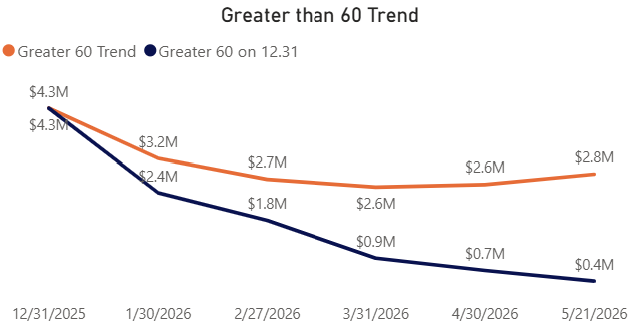 Greater than 60 Trend
Greater 60 Trend Greater 60 on 12.31
$4.3M
$4.3M
$3.2M
$2.4M
$2.7M
$1.8M
$2.6M
$0.9M
$2.6M
$0.7M
$2.8M
$0.4M
12/31/2025 1/30/2026 2/27/2026 3/31/2026 4/30/2026 5/21/2026